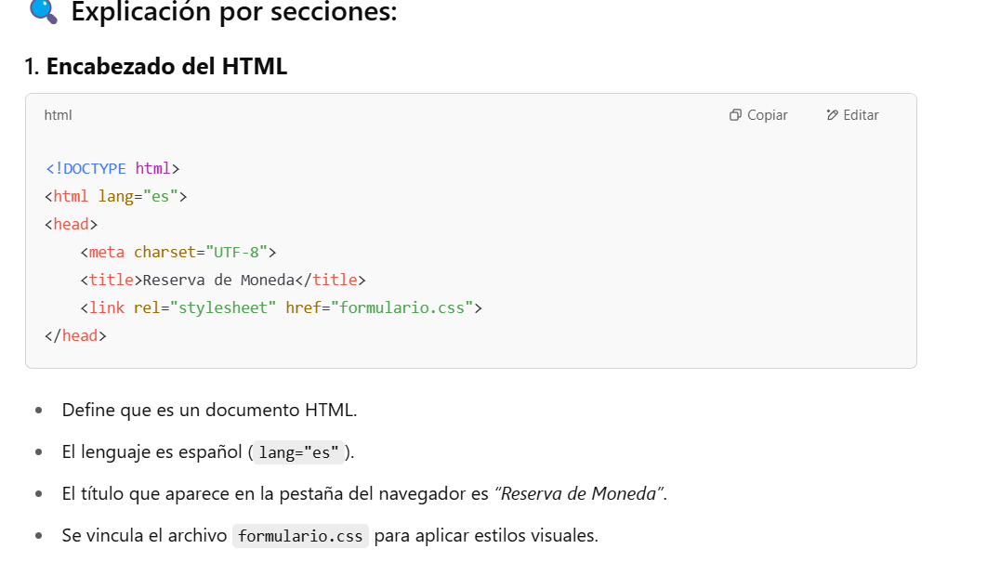 Explicación por secciones:
1. Encabezado del HTML
html Copiar Editar
<!DOCTYPE html>
<html lang="es">
<head>
    <meta charset="UTF-8">
    <title>Reserva de Moneda</title>
    <link rel="stylesheet" href="formulario.css">
</head>
• Define que es un documento HTML.
• El lenguaje es español (lang="es").
• El título que aparece en la pestaña del navegador es “Reserva de Moneda”.
• Se vincula el archivo formulario.css para aplicar estilos visuales.